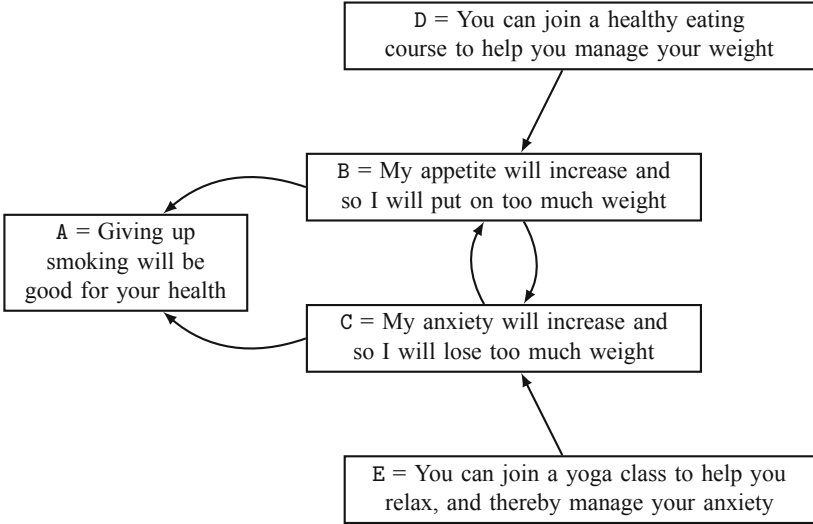 D = You can join a healthy eating
course to help you manage your weight
B = My appetite will increase and
so I will put on too much weight
A = Giving up
smoking will be
good for your health
C = My anxiety will increase and
so I will lose too much weight
E = You can join a yoga class to help you
relax, and thereby manage your anxiety